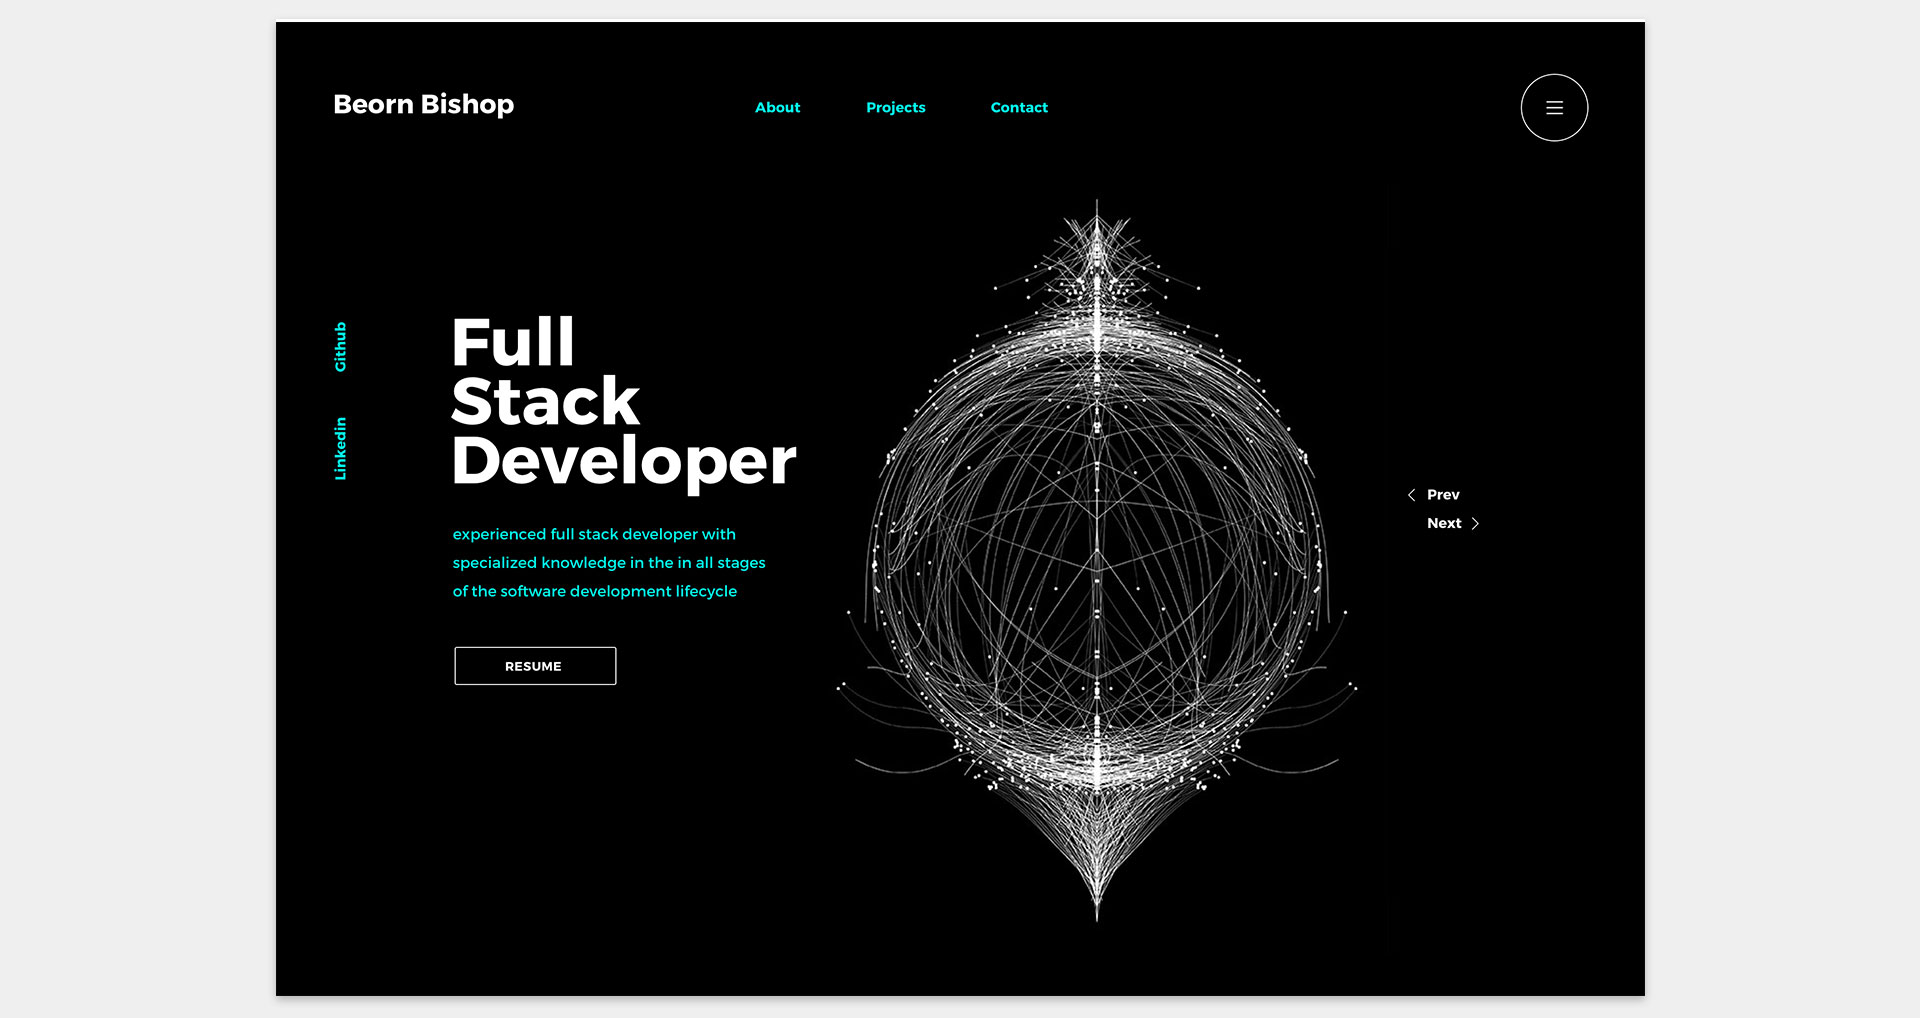 Beorn Bishop
About
Projects
Contact
Github
Linkedin
Full
Stack
Developer
experienced full stack developer with
specialized knowledge in the in all stages
of the software development lifecycle
RESUME
Prev
Next